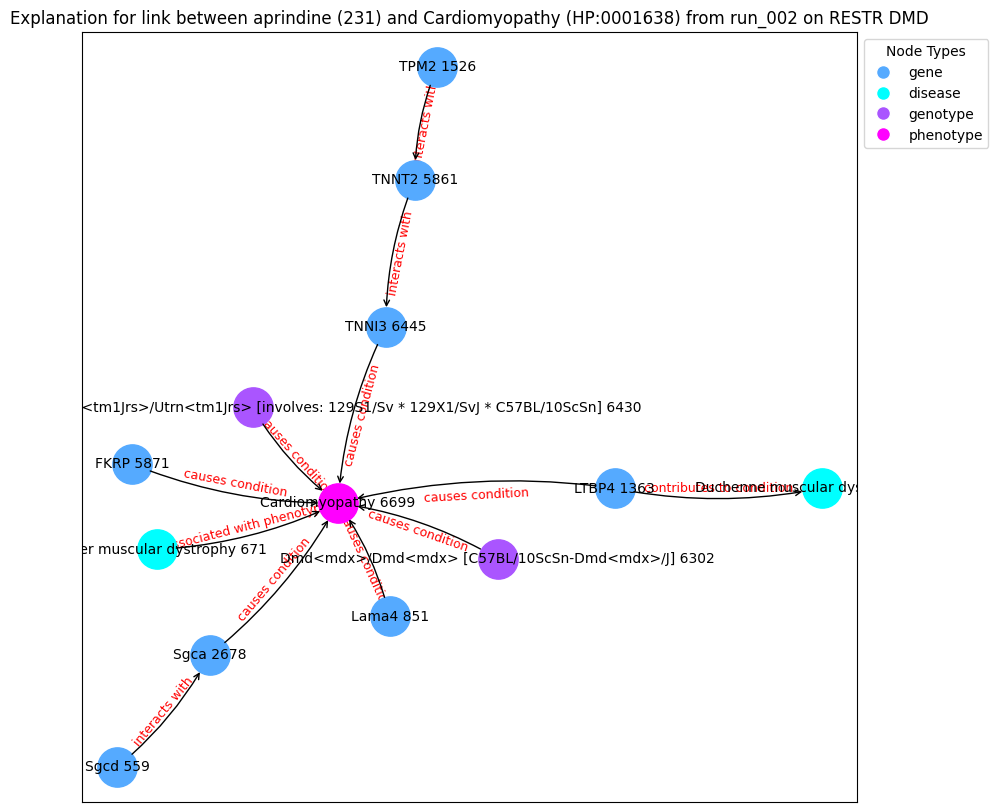 Explanation for link between aprindine (231) and Cardiomyopathy (HP:0001638) from run_002 on RESTR DMD
Node Types
gene
disease
genotype
phenotype
TPM2 1526
TNNT2 5861
interacts with
TNNI3 6445
causes condition
<tm1Jrs>/Utrn<tm1Jrs> [involves: 129S1/Sv * 129X1/SvJ * C57BL/10ScSn] 6430
causes condition
FKRP 5871
causes condition
Cardiomyopathy 6699
LTBP4 1363
causes condition
contributes to condition
Duchenne muscular dys
er muscular dystrophy 671
sociated with phenotyp
Dmd<mdx>/Dmd<mdx> [C57BL/10ScSn-Dmd<mdx>/J] 6302
causes condition
Lama4 851
causes condition
Sgca 2678
causes condition
interacts with
Sgcd 559